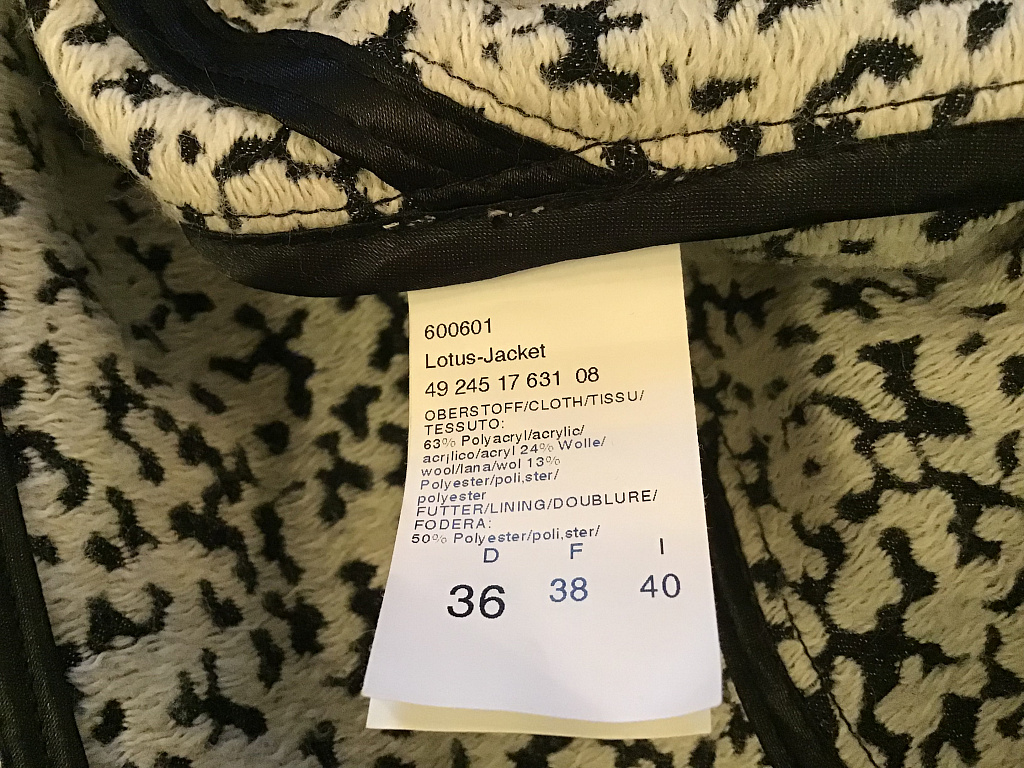 600601
Lotus-Jacket
49 245 17 631 08
OBERSTOFF/CLOTH/TISSU/
TESSUTO:
63% Polyacryl/acrylic/
acrjlico/acryl 24% Wolle/
wool/lana/wol 13%
Polyester/poli,ster/
polyester
FUTTER/LINING/DOUBLURE/
FODERA:
50% Polyester/poli,ster/
D F I
36 38 40